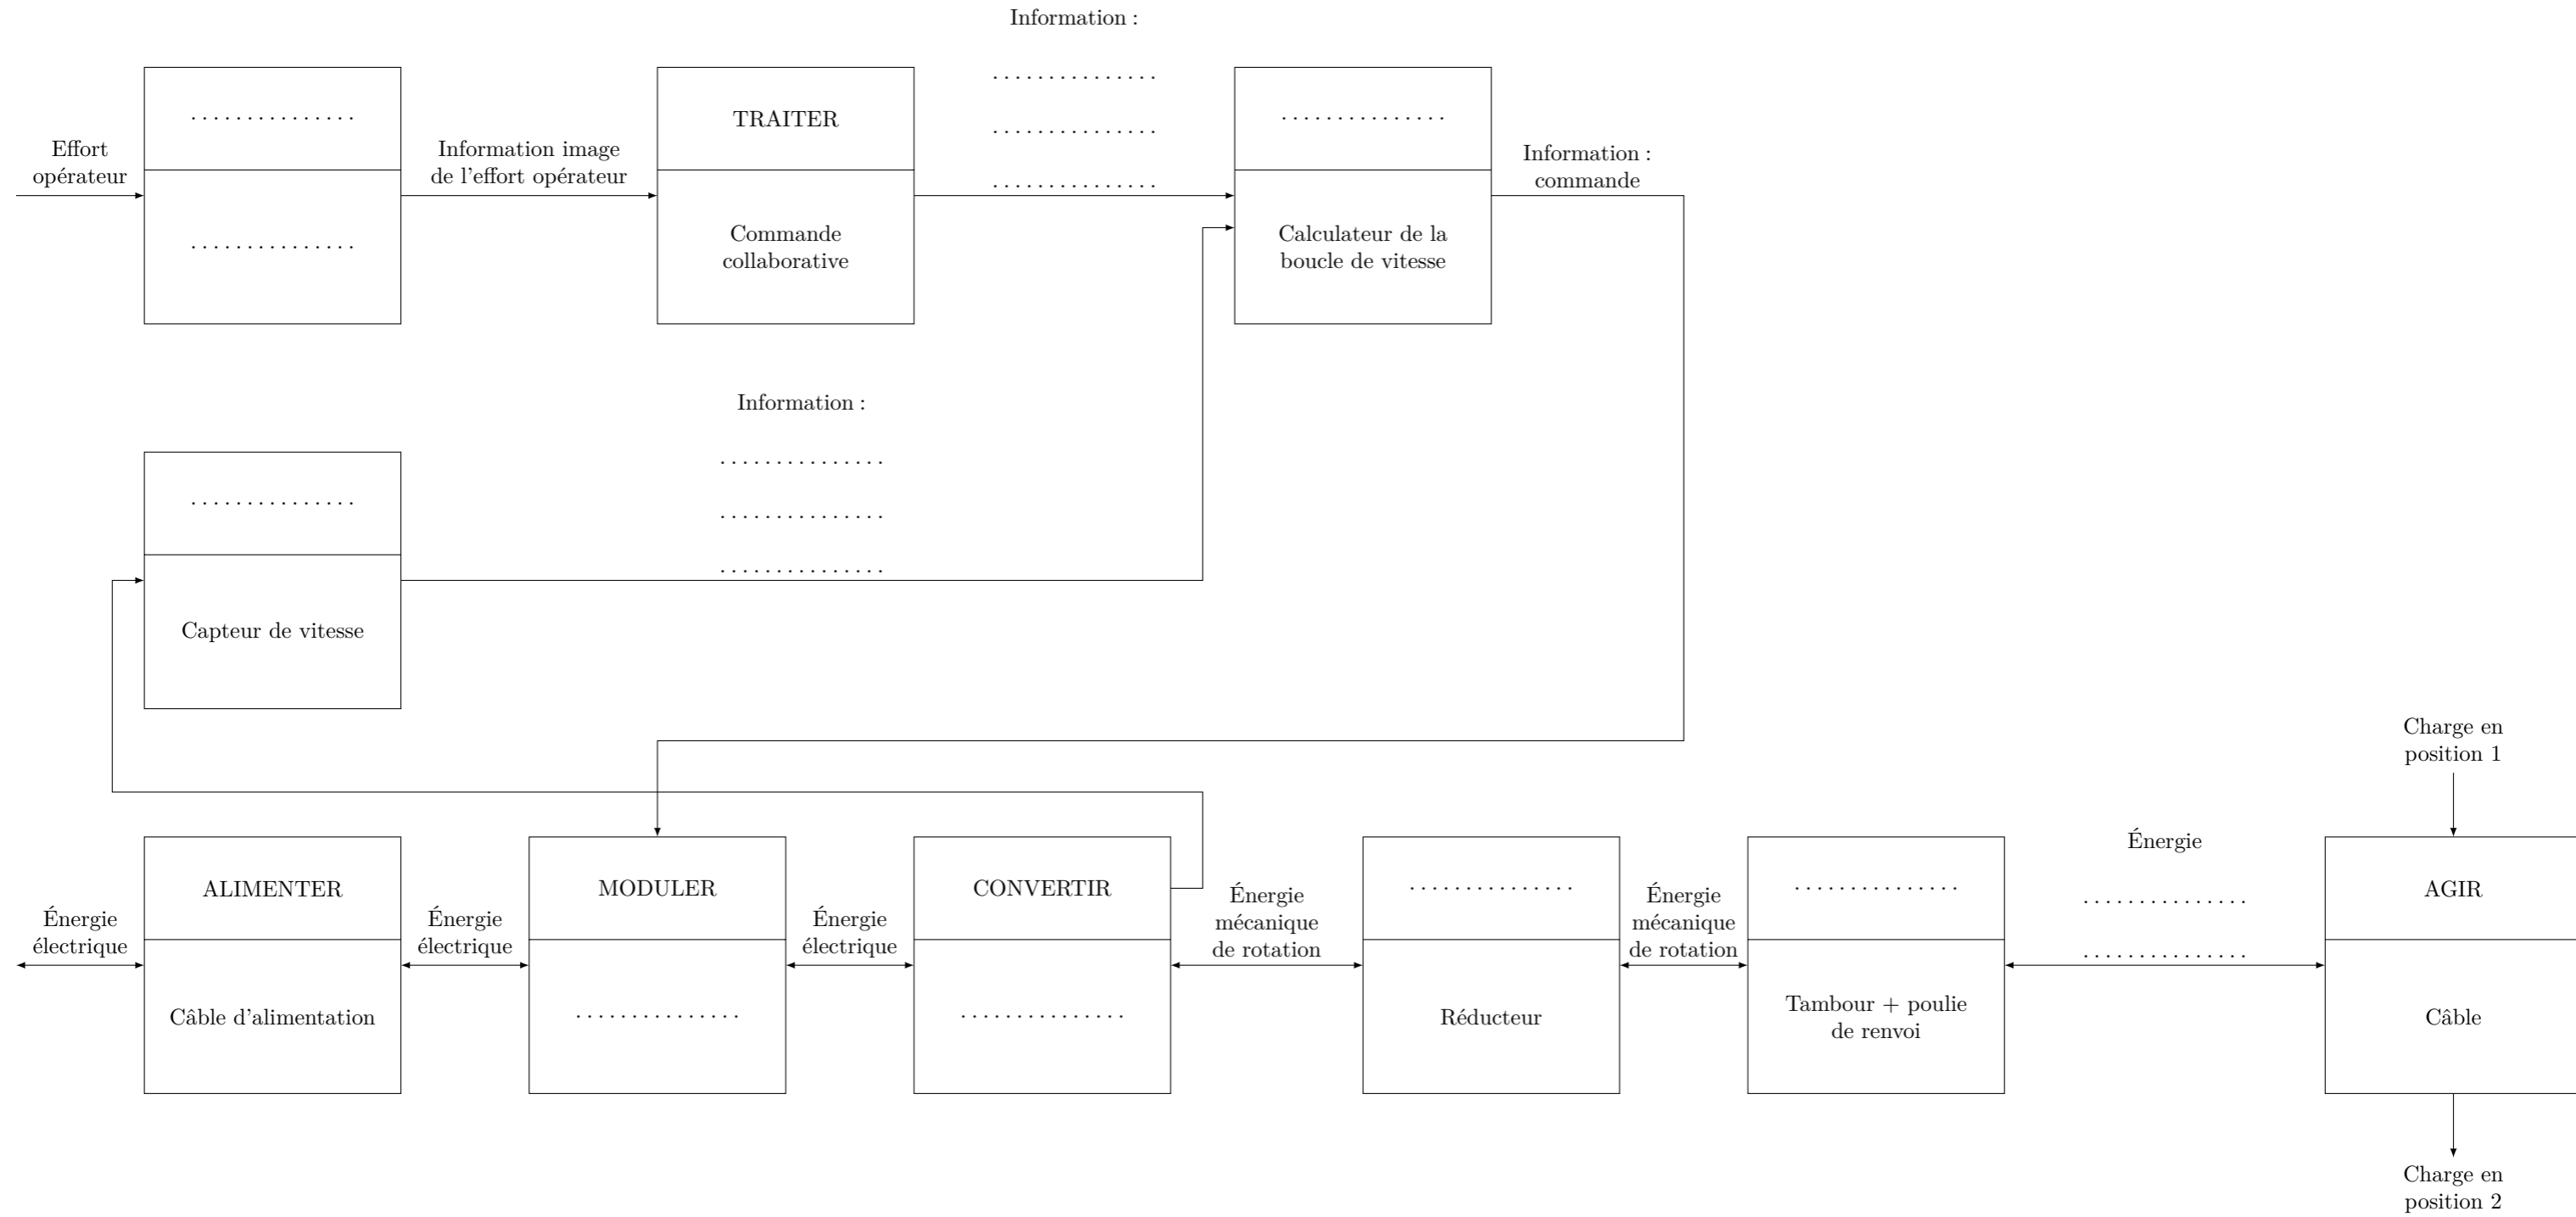 Information :
. . . . . . . . . . . . . . .
. . . . . . . . . . . . . . .
. . . . . . . . . . . . . . .
Effort
opérateur
. . . . . . . . . . . . . . .
. . . . . . . . . . . . . . .
Information image
de l'effort opérateur
TRAITER
Commande
collaborative
. . . . . . . . . . . . . . .
Calculateur de la
boucle de vitesse
Information :
commande
Information :
. . . . . . . . . . . . . . .
. . . . . . . . . . . . . . .
. . . . . . . . . . . . . . .
. . . . . . . . . . . . . . .
Capteur de vitesse
Charge en
position 1
Énergie
électrique
ALIMENTER
Câble d'alimentation
Énergie
électrique
MODULER
. . . . . . . . . . . . . . .
Énergie
électrique
CONVERTIR
. . . . . . . . . . . . . . .
Énergie
mécanique
de rotation
. . . . . . . . . . . . . . .
Réducteur
Énergie
mécanique
de rotation
. . . . . . . . . . . . . . .
Tambour + poulie
de renvoi
Énergie
. . . . . . . . . . . . . . .
. . . . . . . . . . . . . . .
AGIR
Câble
Charge en
position 2